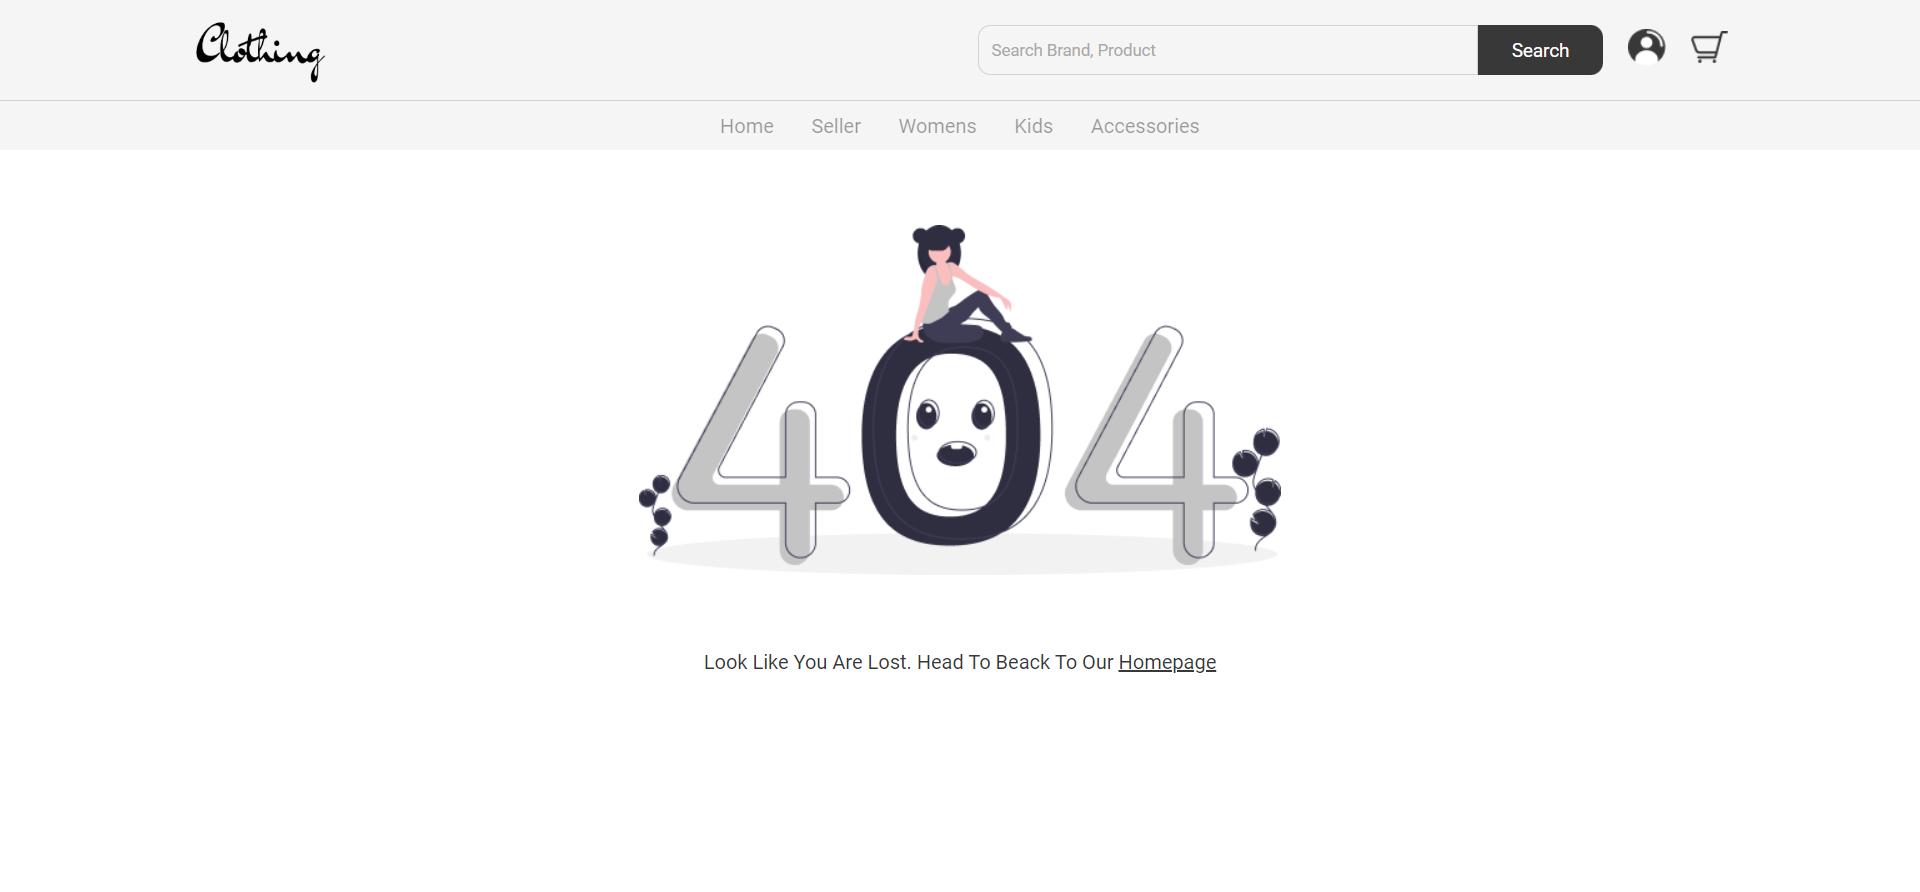 Clothing
Search Brand, Product
Search
Home Seller Womens Kids Accessories
404
Look Like You Are Lost. Head To Beack To Our Homepage